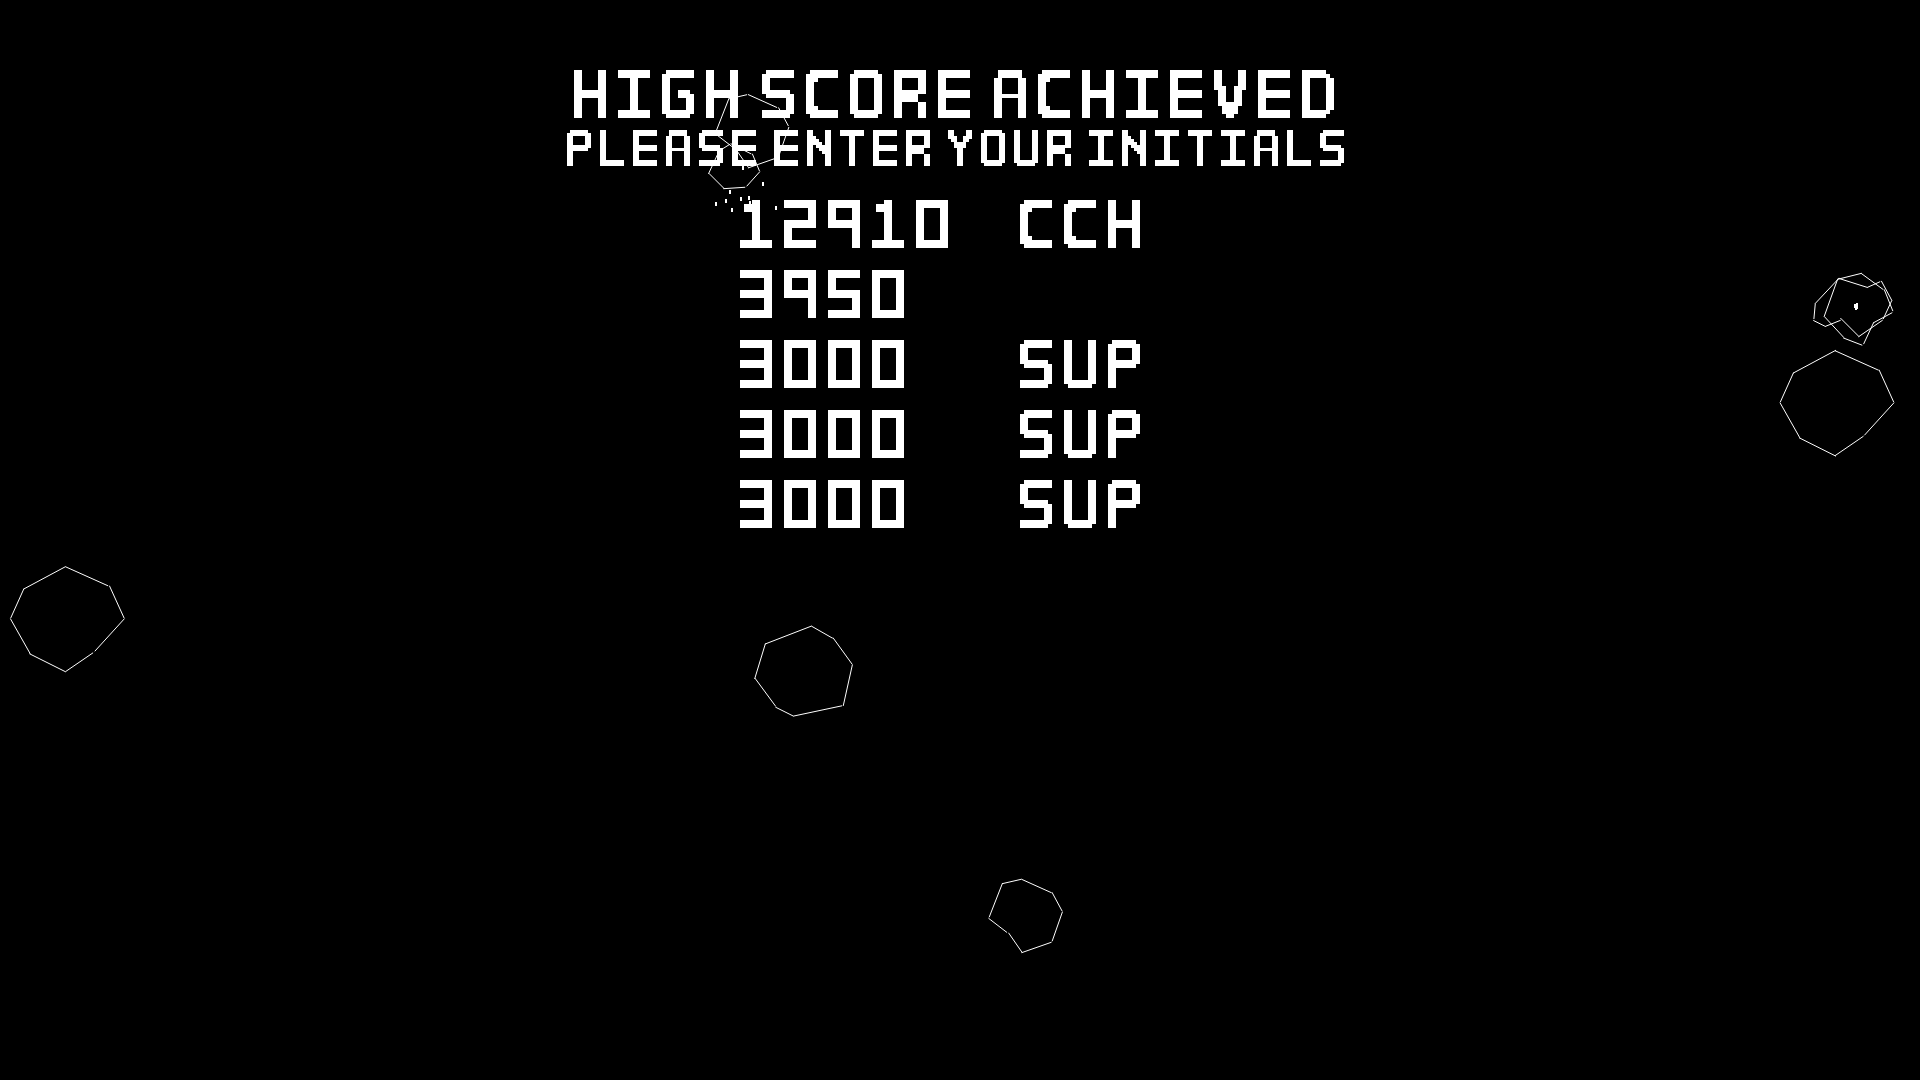 HIGH SCORE ACHIEVED
PLEASE ENTER YOUR INITIALS
12910 CCH
3950
3000 SUP
3000 SUP
3000 SUP